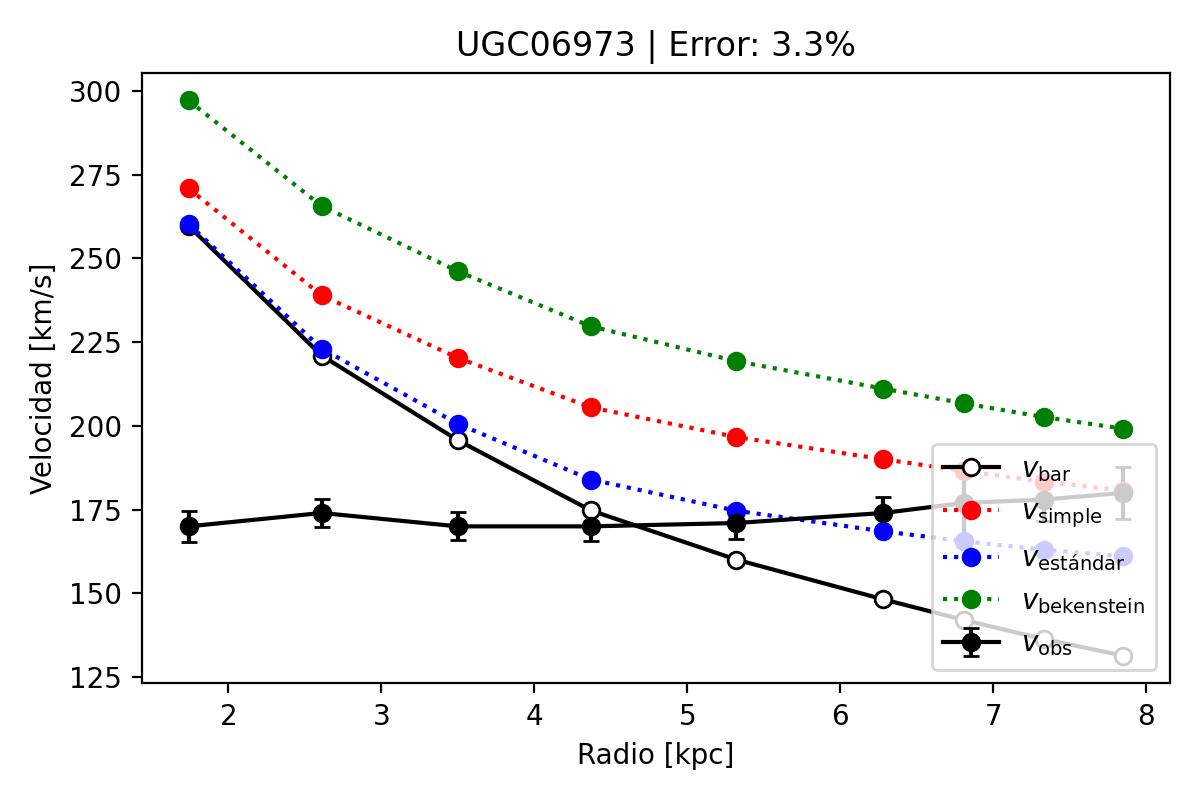 UGC06973 | Error: 3.3%
Velocidad [km/s]
300
275
250
225
200
175
150
125
v_bar
v_simple
v_estándar
v_bekenstein
v_obs
2 3 4 5 6 7 8
Radio [kpc]